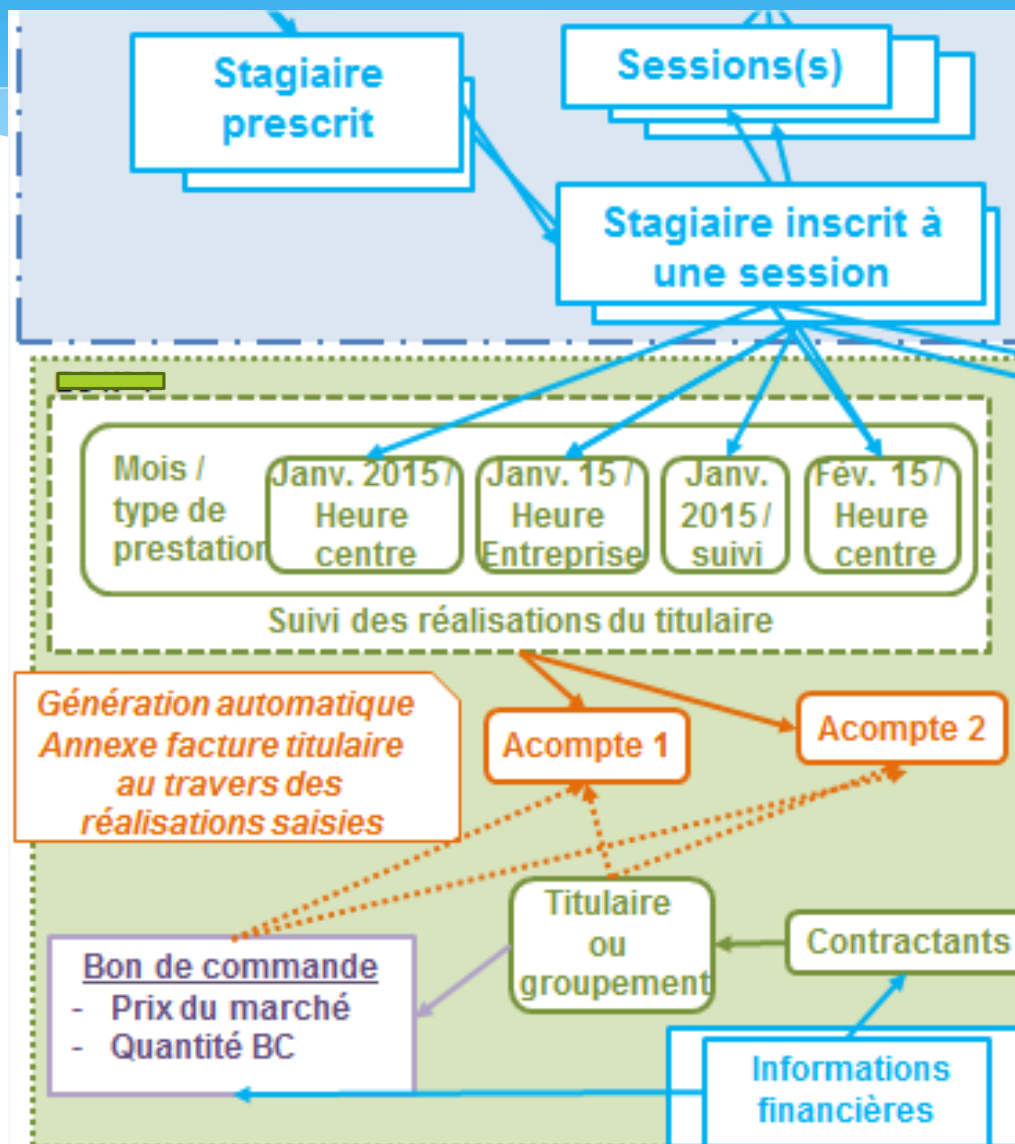 Stagiaire
prescrit
Sessions(s)
Stagiaire inscrit à
une session
Mois /
type de
prestation
Janv. 2015 /
Heure
centre
Janv. 15 /
Heure
Entreprise
Janv.
2015 /
suivi
Fév. 15 /
Heure
centre
Suivi des réalisations du titulaire
Génération automatique
Annexe facture titulaire
au travers des
réalisations saisies
Acompte 1
Acompte 2
Titulaire
ou
groupement
Contractants
Bon de commande
- Prix du marché
- Quantité BC
Informations
financières